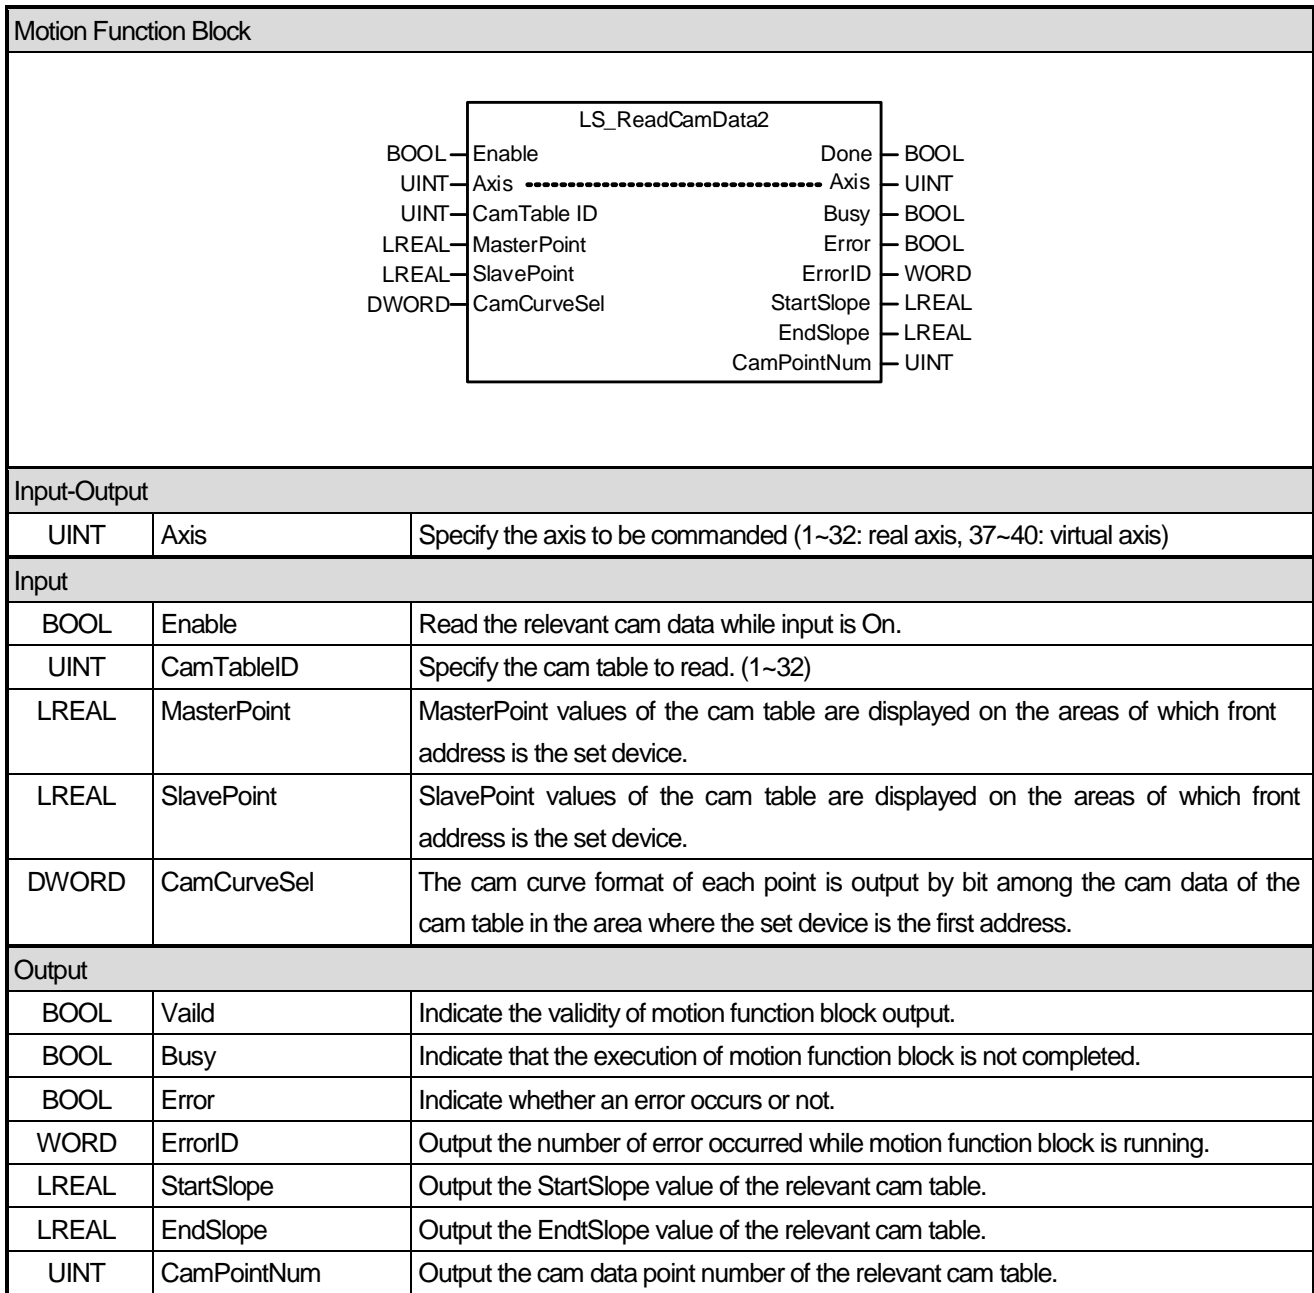 Motion Function Block
LS_ReadCamData2
BOOL Enable Done BOOL
UINT Axis Axis UINT
UINT CamTable ID Busy BOOL
LREAL MasterPoint Error BOOL
LREAL SlavePoint ErrorID WORD
DWORD CamCurveSel StartSlope LREAL
EndSlope LREAL
CamPointNum UINT
Input-Output
UINT Axis Specify the axis to be commanded (1~32: real axis, 37~40: virtual axis)
Input
BOOL Enable Read the relevant cam data while input is On.
UINT CamTableID Specify the cam table to read. (1~32)
LREAL MasterPoint MasterPoint values of the cam table are displayed on the areas of which front
address is the set device.
LREAL SlavePoint SlavePoint values of the cam table are displayed on the areas of which front
address is the set device.
DWORD CamCurveSel The cam curve format of each point is output by bit among the cam data of the
cam table in the area where the set device is the first address.
Output
BOOL Vaild Indicate the validity of motion function block output.
BOOL Busy Indicate that the execution of motion function block is not completed.
BOOL Error Indicate whether an error occurs or not.
WORD ErrorID Output the number of error occurred while motion function block is running.
LREAL StartSlope Output the StartSlope value of the relevant cam table.
LREAL EndSlope Output the EndtSlope value of the relevant cam table.
UINT CamPointNum Output the cam data point number of the relevant cam table.